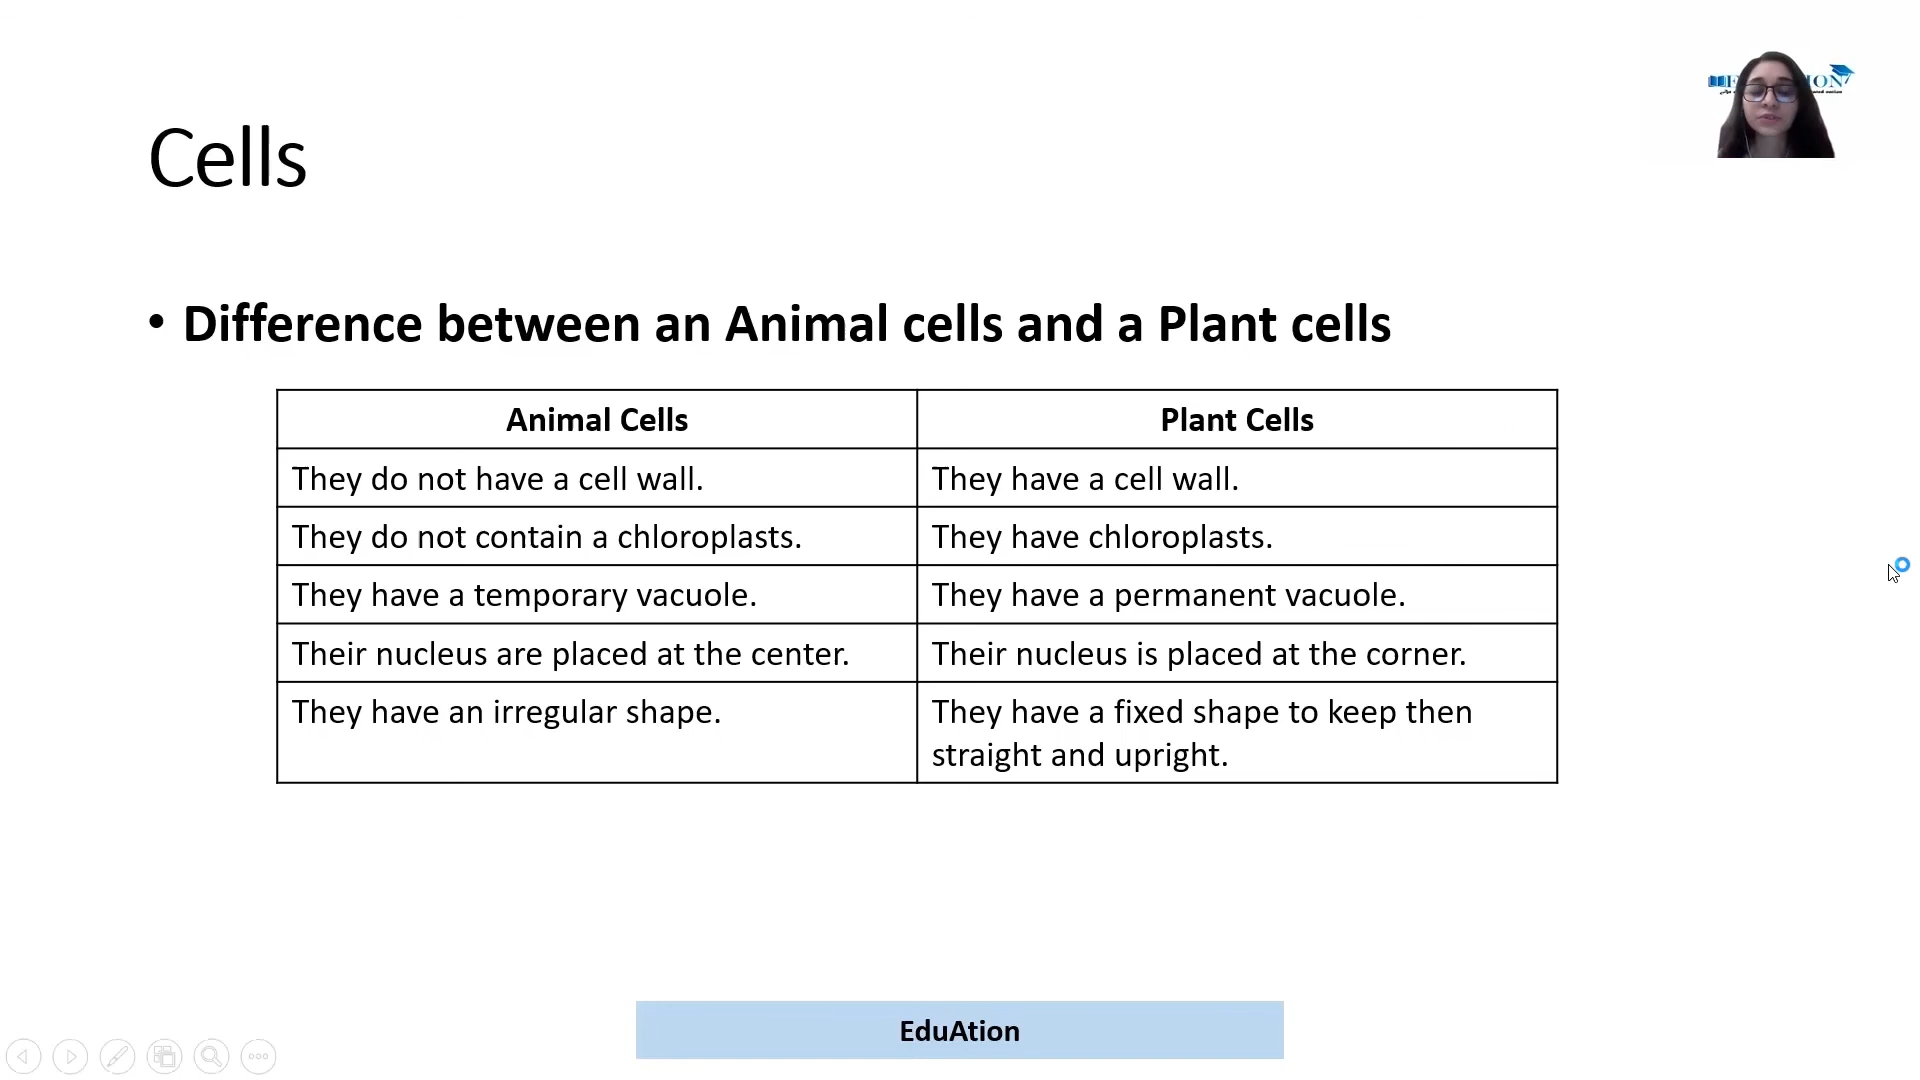 Cells
• Difference between an Animal cells and a Plant cells
Animal Cells
Plant Cells
They do not have a cell wall.
They have a cell wall.
They do not contain a chloroplasts.
They have chloroplasts.
They have a temporary vacuole.
They have a permanent vacuole.
Their nucleus are placed at the center.
Their nucleus is placed at the corner.
They have an irregular shape.
They have a fixed shape to keep then
straight and upright.
EduAtion